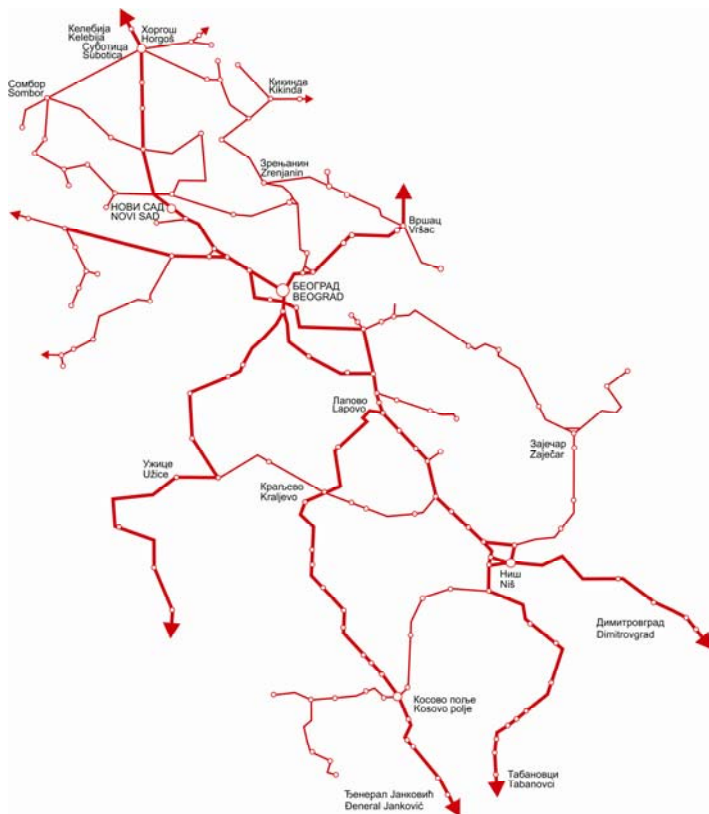 Келебија
Kelebija
Хоргош
Horgoš
Суботица
Subotica
Сомбор
Sombor
Кикинда
Kikinda
Зрењанин
Zrenjanin
НОВИ САД
NOVI SAD
Вршац
Vršac
БЕОГРАД
BEOGRAD
Лапово
Lapovo
Зајечар
Zaječar
Ужице
Užice
Краљево
Kraljevo
Ниш
Niš
Димитровград
Dimitrovgrad
Косово поље
Kosovo polje
Табановци
Tabanovci
Ђенерал Јанковић
Đeneral Janković